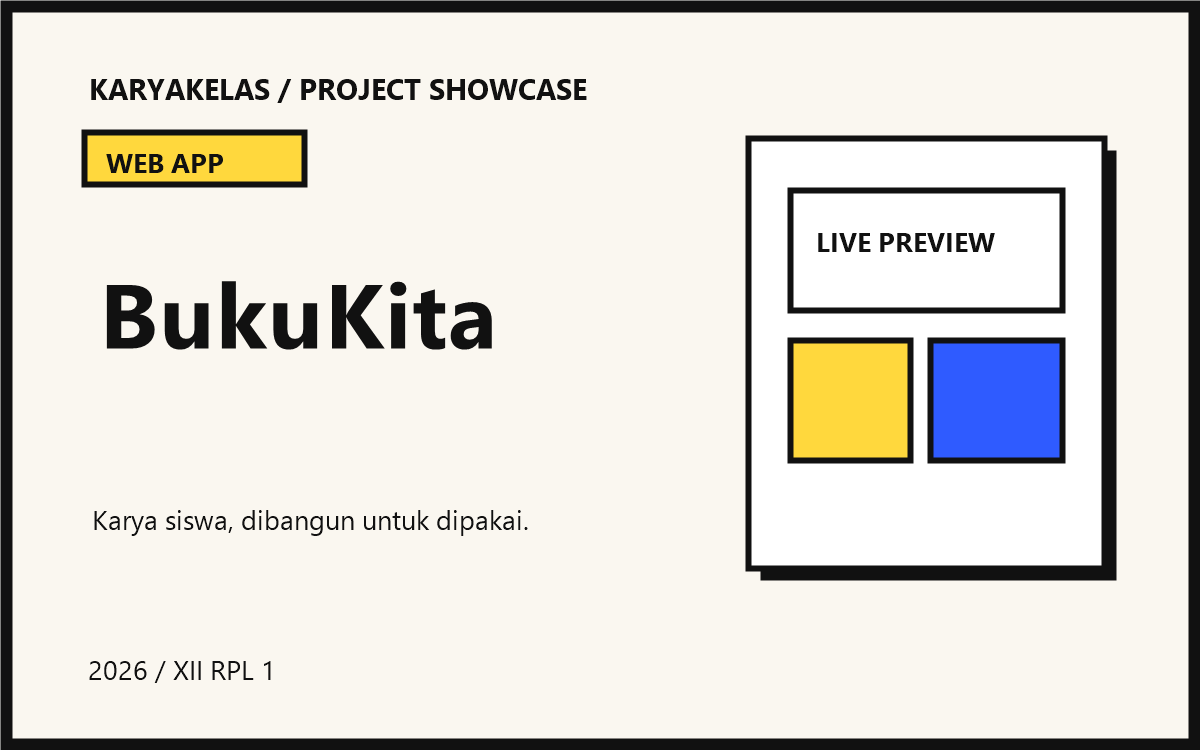 KARYAKELAS / PROJECT SHOWCASE
WEB APP
BukuKita
LIVE PREVIEW
Karya siswa, dibangun untuk dipakai.
2026 / XII RPL 1